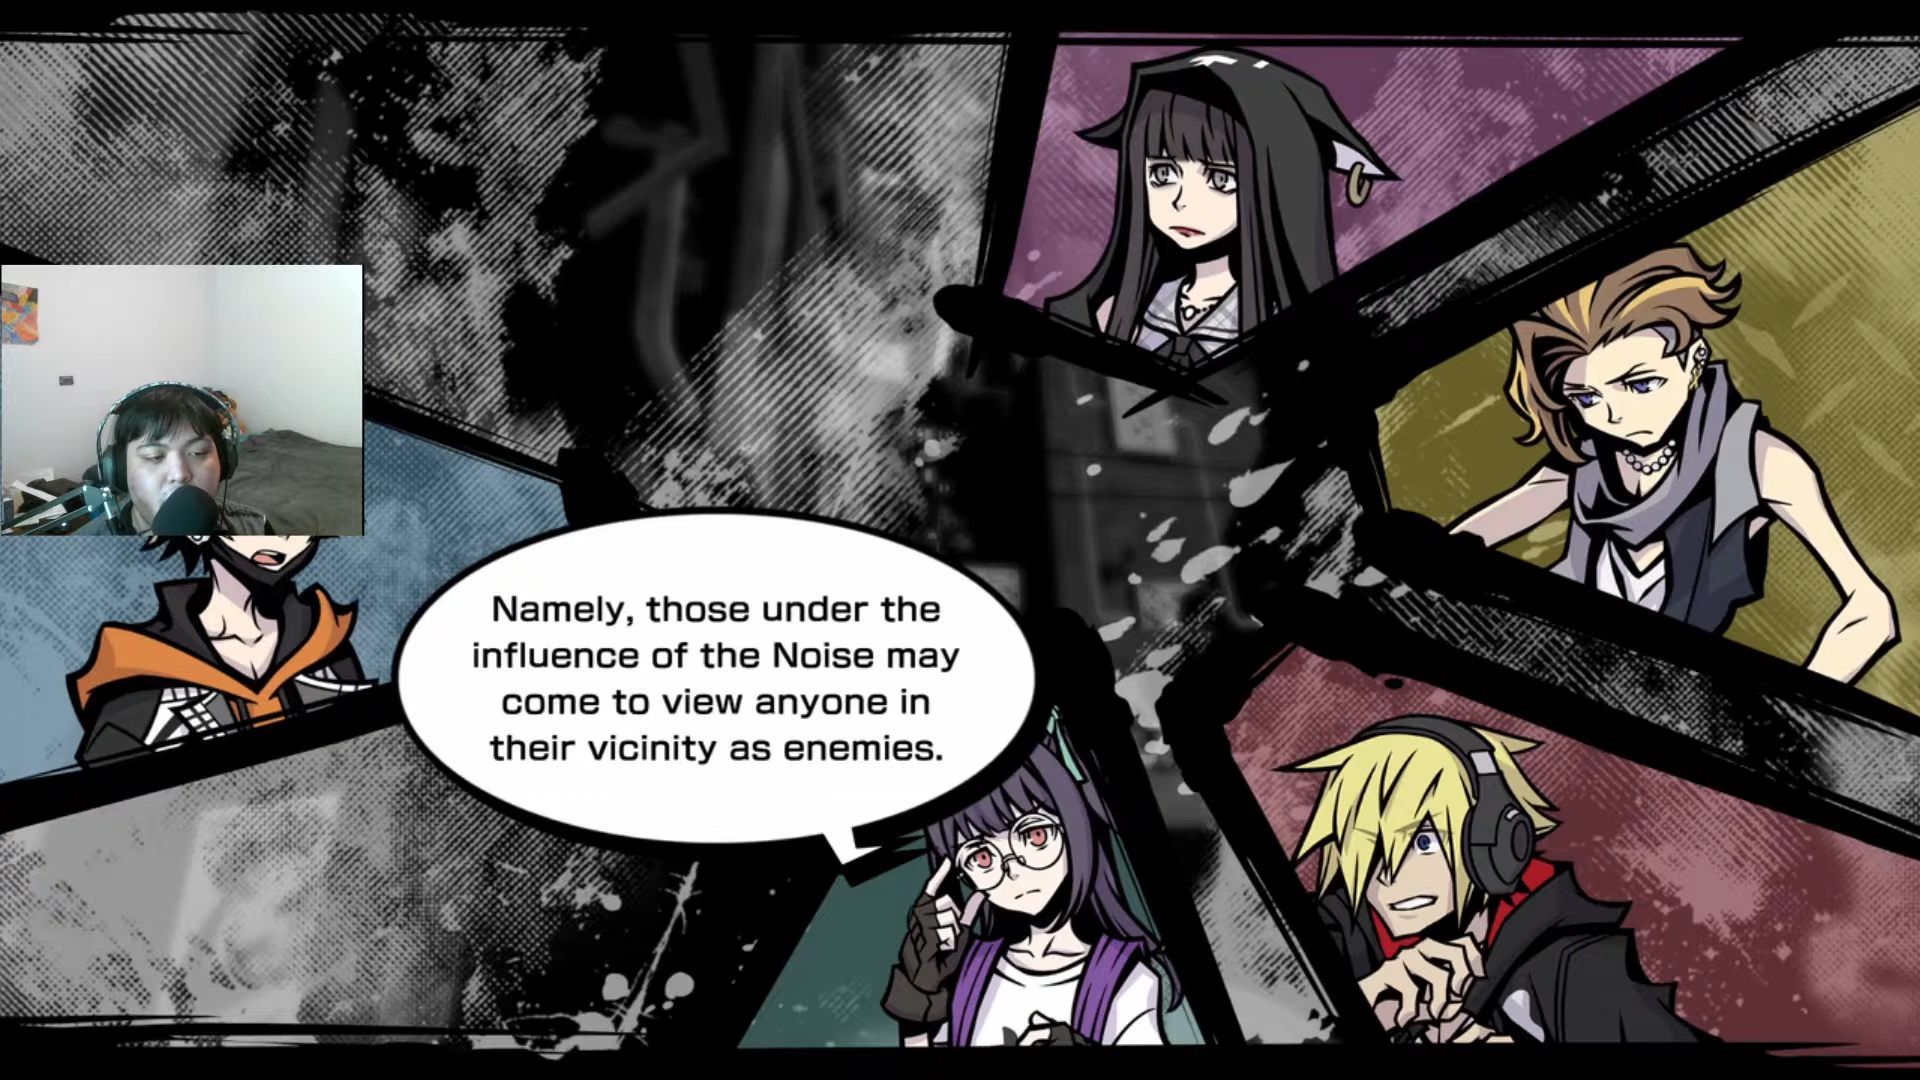 Namely, those under the
influence of the Noise may
come to view anyone in
their vicinity as enemies.